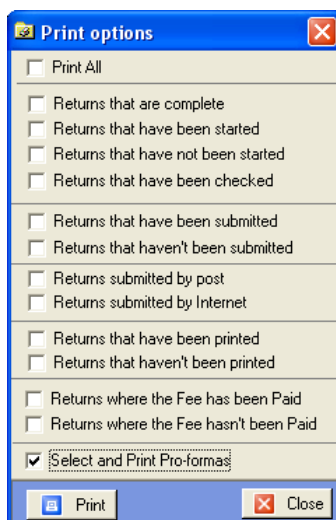 Print options
Print All
Returns that are complete
Returns that have been started
Returns that have not been started
Returns that have been checked
Returns that have been submitted
Returns that haven't been submitted
Returns submitted by post
Returns submitted by Internet
Returns that have been printed
Returns that haven't been printed
Returns where the Fee has been Paid
Returns where the Fee hasn't been Paid
Select and Print Pro-formas
Print Close